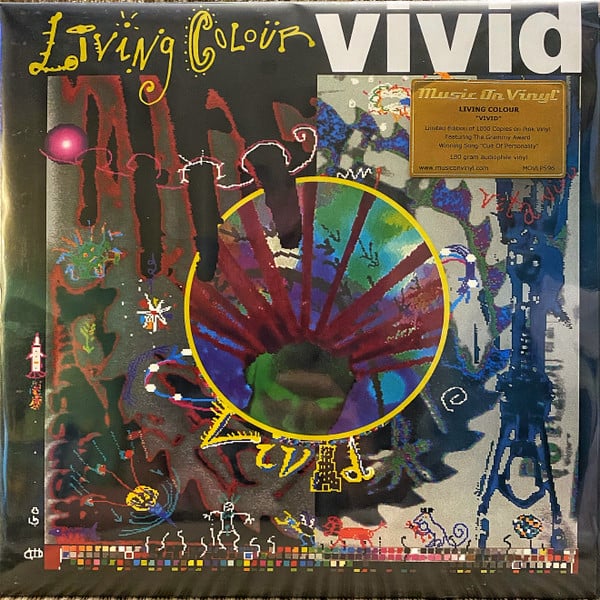 LIVING COLOUR
vivid
Music On Vinyl
LIVING COLOUR
"VIVID"
Limited Edition of 1000 Copies on Pink Vinyl
Featuring The Grammy Award
Winning Song "Cult Of Personality"
180 gram audiophile vinyl
www.musiconvinyl.com MOVLP596
Vivid